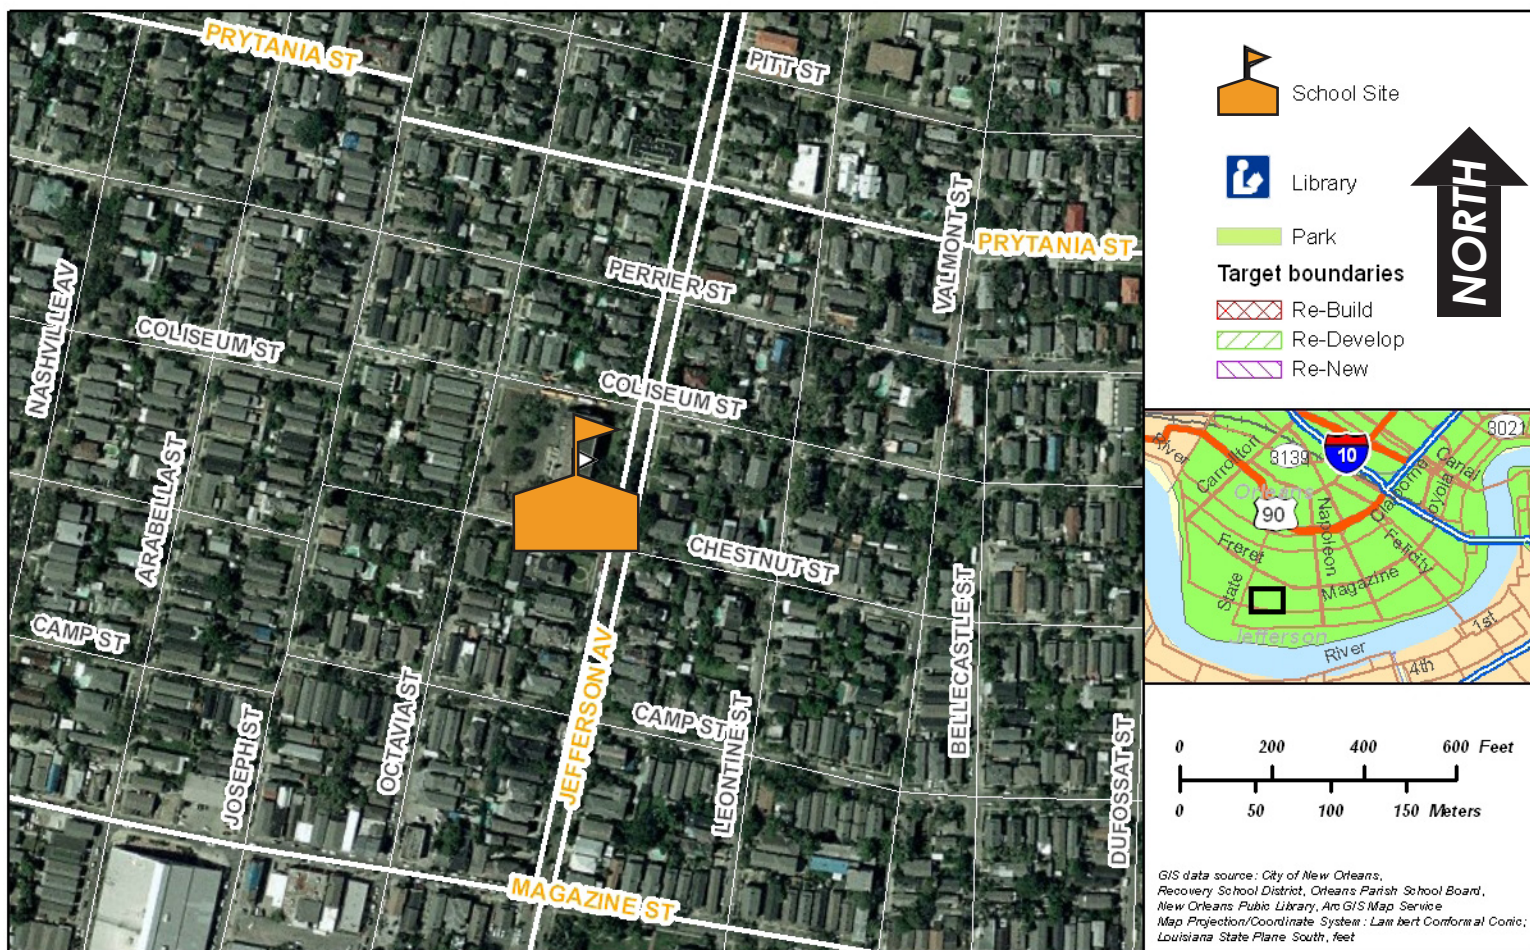 PRYTANIA ST
PITT ST
VALMONT ST
PRYTANIA ST
PERRIER ST
NASHVILLE AV
COLISEUM ST
COLISEUM ST
ARABELLA ST
CHESTNUT ST
BELLECASTLE ST
CAMP ST
JEFFERSON AV
OCTAVIA ST
JOSEPH ST
CAMP ST
LEONTINE ST
DUFOSSAT ST
MAGAZINE ST
School Site
Library
Park
NORTH
Target boundaries
Re-Build
Re-Develop
Re-New
River
Carrollton
3139
10
3021
Canal
Orleans
90
Napoleon
Claiborne
Loyola
Freret
Felicity
State
Magazine
Jefferson
River
1st
4th
0 200 400 600 Feet
0 50 100 150 Meters
GIS data source: City of New Orleans,
Recovery School District, Orleans Parish School Board,
New Orleans Public Library, ArcGIS Map Service
Map Projection/Coordinate System: Lambert Conformal Conic;
Louisiana State Plane South, feet